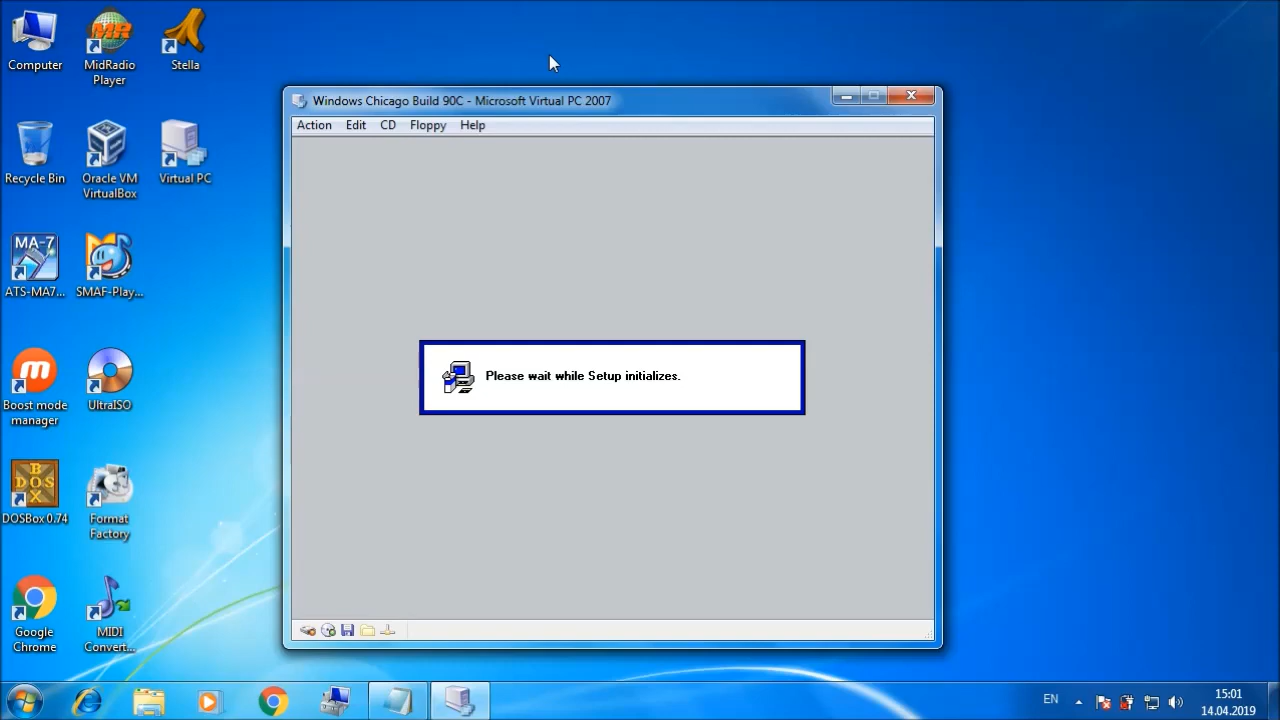 Computer
MidRadio
Player
Stella
Recycle Bin
Oracle VM
VirtualBox
Virtual PC
MA-7
ATS-MA7...
SMAF-Play...
Boost mode
manager
UltraISO
DOSBox 0.74
Format
Factory
Google
Chrome
MIDI
Convert...
Windows Chicago Build 90C - Microsoft Virtual PC 2007
Action Edit CD Floppy Help
Please wait while Setup initializes.
EN
15:01
14.04.2019